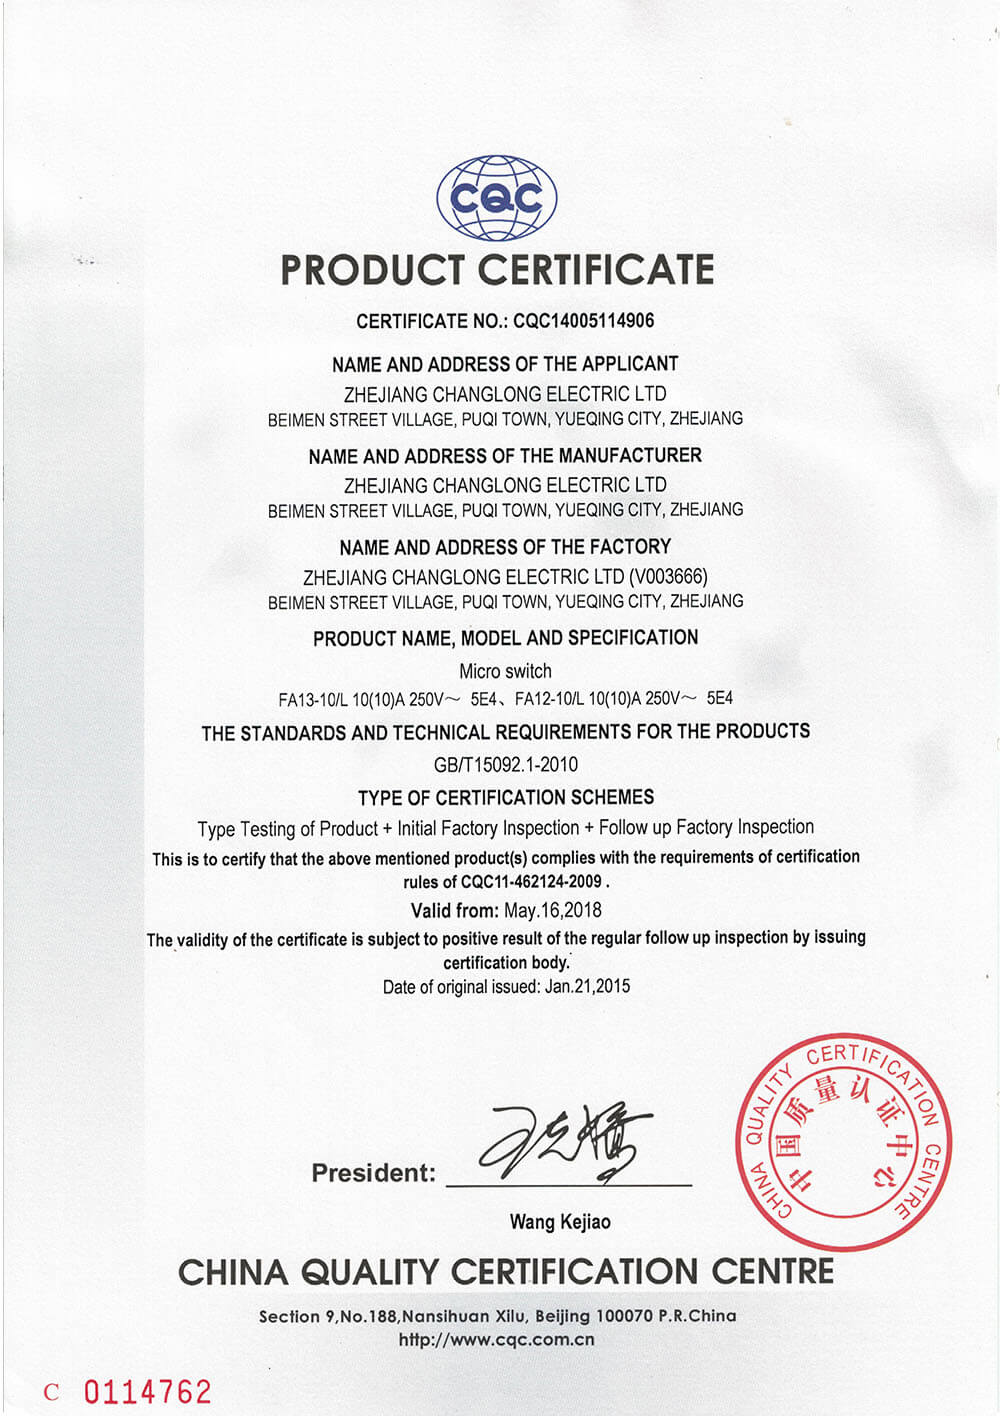 CQC
PRODUCT CERTIFICATE
CERTIFICATE NO.: CQC14005114906
NAME AND ADDRESS OF THE APPLICANT
ZHEJIANG CHANGLONG ELECTRIC LTD
BEIMEN STREET VILLAGE, PUQI TOWN, YUEQING CITY, ZHEJIANG
NAME AND ADDRESS OF THE MANUFACTURER
ZHEJIANG CHANGLONG ELECTRIC LTD
BEIMEN STREET VILLAGE, PUQI TOWN, YUEQING CITY, ZHEJIANG
NAME AND ADDRESS OF THE FACTORY
ZHEJIANG CHANGLONG ELECTRIC LTD (V003666)
BEIMEN STREET VILLAGE, PUQI TOWN, YUEQING CITY, ZHEJIANG
PRODUCT NAME, MODEL AND SPECIFICATION
Micro switch
FA13-10/L 10(10)A 250V～ 5E4、FA12-10/L 10(10)A 250V～ 5E4
THE STANDARDS AND TECHNICAL REQUIREMENTS FOR THE PRODUCTS
GB/T15092.1-2010
TYPE OF CERTIFICATION SCHEMES
Type Testing of Product + Initial Factory Inspection + Follow up Factory Inspection
This is to certify that the above mentioned product(s) complies with the requirements of certification
rules of CQC11-462124-2009 .
Valid from: May.16,2018
The validity of the certificate is subject to positive result of the regular follow up inspection by issuing
certification body.
Date of original issued: Jan.21,2015
CHINA QUALITY CERTIFICATION CENTRE
中国质量认证中心
President:
Wang Kejiao
CHINA QUALITY CERTIFICATION CENTRE
Section 9,No.188,Nansihuan Xilu, Beijing 100070 P.R.China
http://www.cqc.com.cn
C 0114762